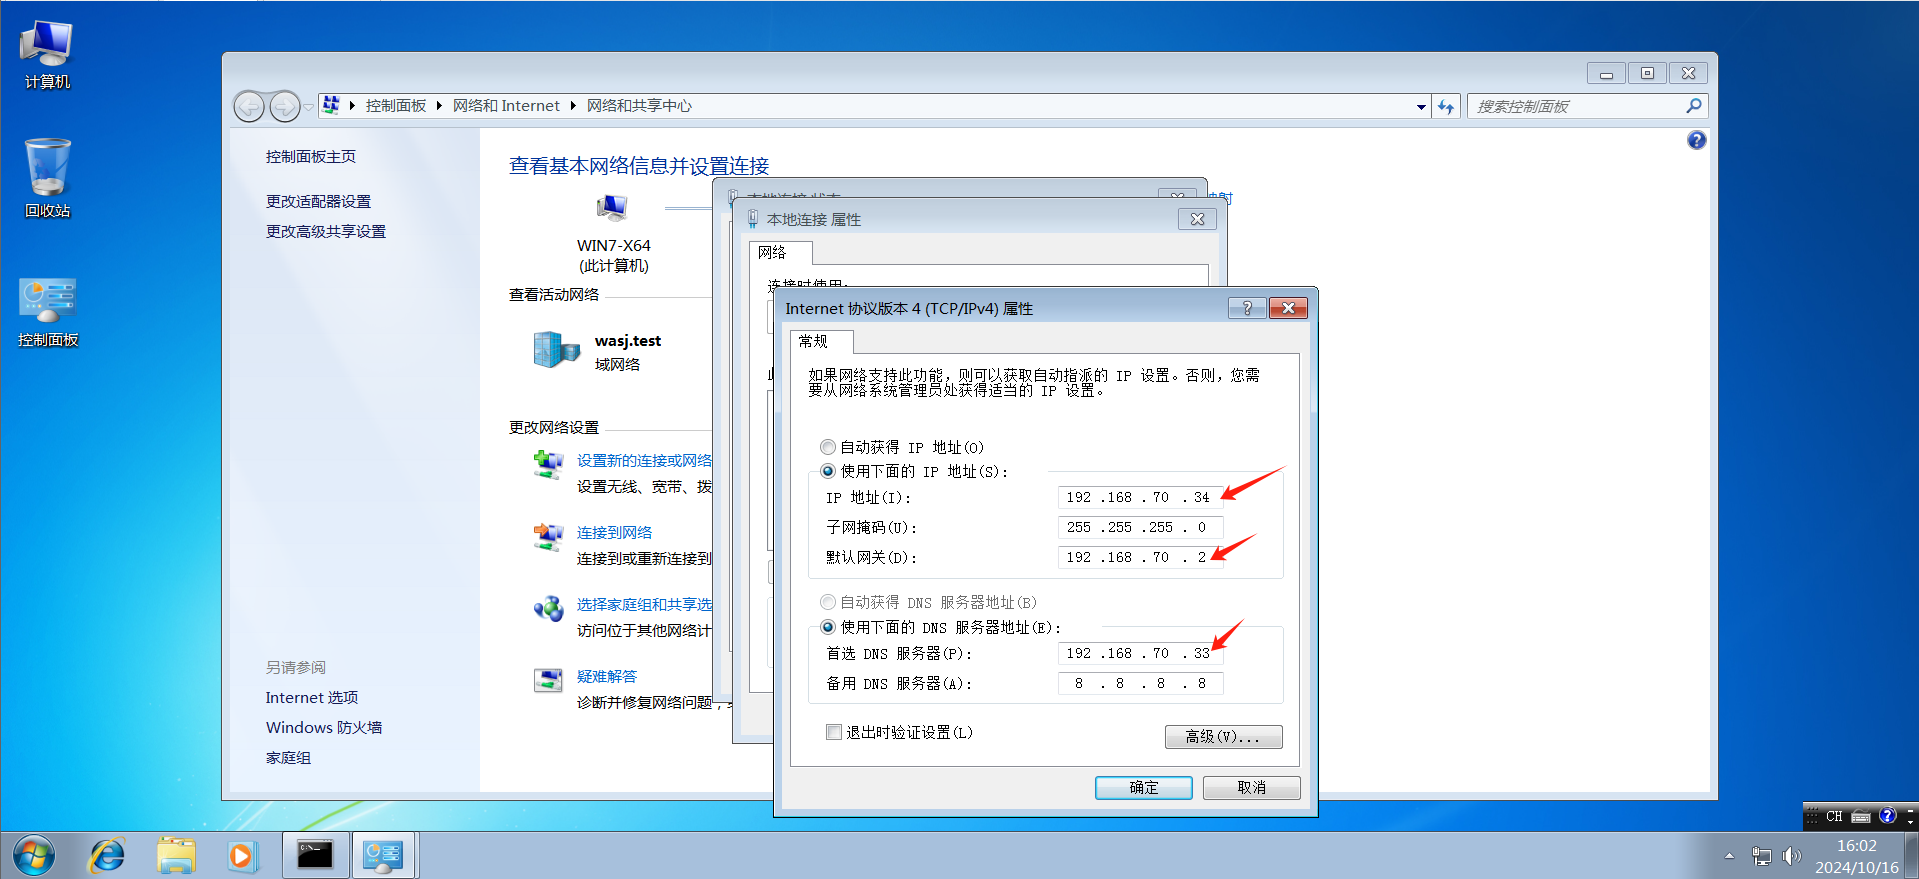 计算机
回收站
控制面板
控制面板 网络和 Internet 网络和共享中心
搜索控制面板
控制面板主页
更改适配器设置
更改高级共享设置
另请参阅
Internet 选项
Windows 防火墙
家庭组
查看基本网络信息并设置连接
WIN7-X64
(此计算机)
查看活动网络
wasj.test
域网络
更改网络设置
设置新的连接或网络
设置无线、宽带、拨
连接到网络
连接到或重新连接到
选择家庭组和共享选
访问位于其他网络计
疑难解答
诊断并修复网络问题，
本地连接 状态
本地连接 属性
网络
连接时使用:
Internet 协议版本 4 (TCP/IPv4) 属性
常规
如果网络支持此功能，则可以获取自动指派的 IP 设置。否则，您需
要从网络系统管理员处获得适当的 IP 设置。
自动获得 IP 地址(O)
使用下面的 IP 地址(S):
IP 地址(I): 192 .168 . 70 . 34
子网掩码(U): 255 .255 .255 . 0
默认网关(D): 192 .168 . 70 . 2
自动获得 DNS 服务器地址(B)
使用下面的 DNS 服务器地址(E):
首选 DNS 服务器(P): 192 .168 . 70 . 33
备用 DNS 服务器(A): 8 . 8 . 8 . 8
退出时验证设置(L)
高级(V)...
确定 取消
CH
16:02
2024/10/16